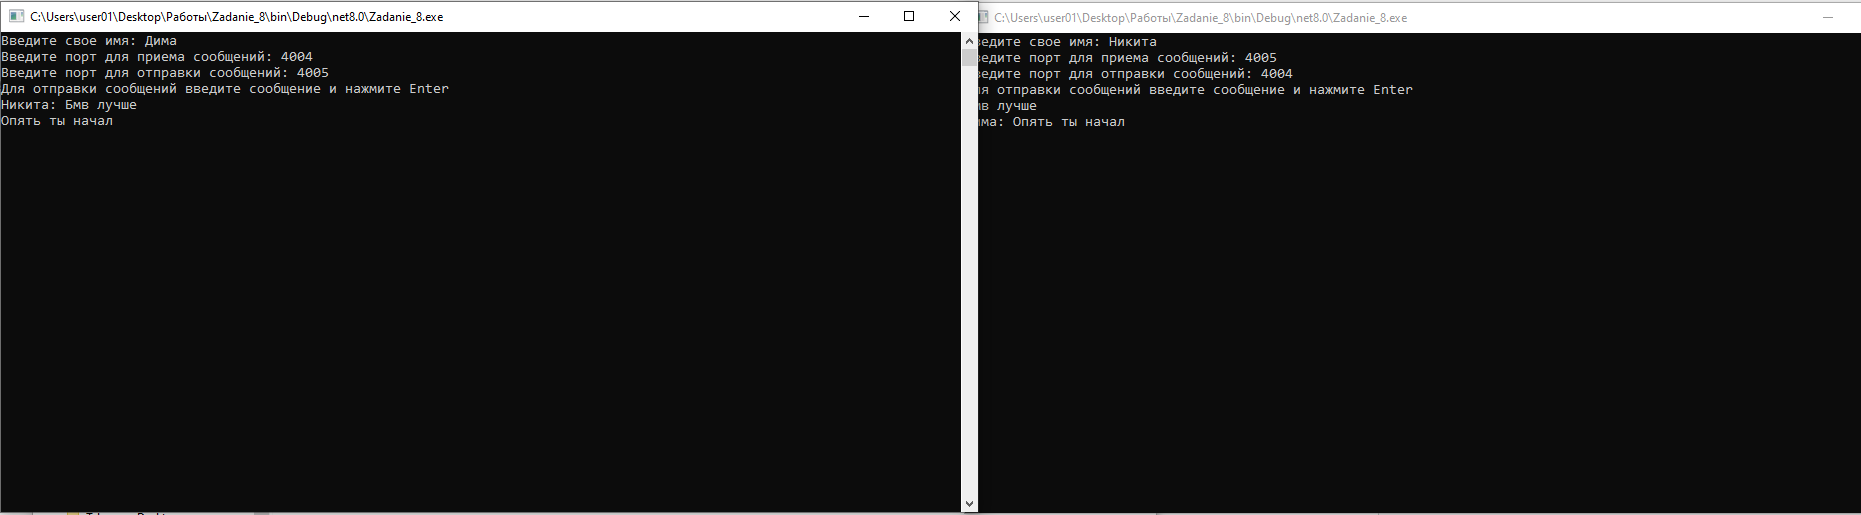 C:\Users\user01\Desktop\Работы\Zadanie_8\bin\Debug\net8.0\Zadanie_8.exe
Введите свое имя: Дима
Введите порт для приема сообщений: 4004
Введите порт для отправки сообщений: 4005
Для отправки сообщений введите сообщение и нажмите Enter
Никита: Бмв лучше
Опять ты начал
C:\Users\user01\Desktop\Работы\Zadanie_8\bin\Debug\net8.0\Zadanie_8.exe
ведите свое имя: Никита
ведите порт для приема сообщений: 4005
ведите порт для отправки сообщений: 4004
ля отправки сообщений введите сообщение и нажмите Enter
мв лучше
има: Опять ты начал